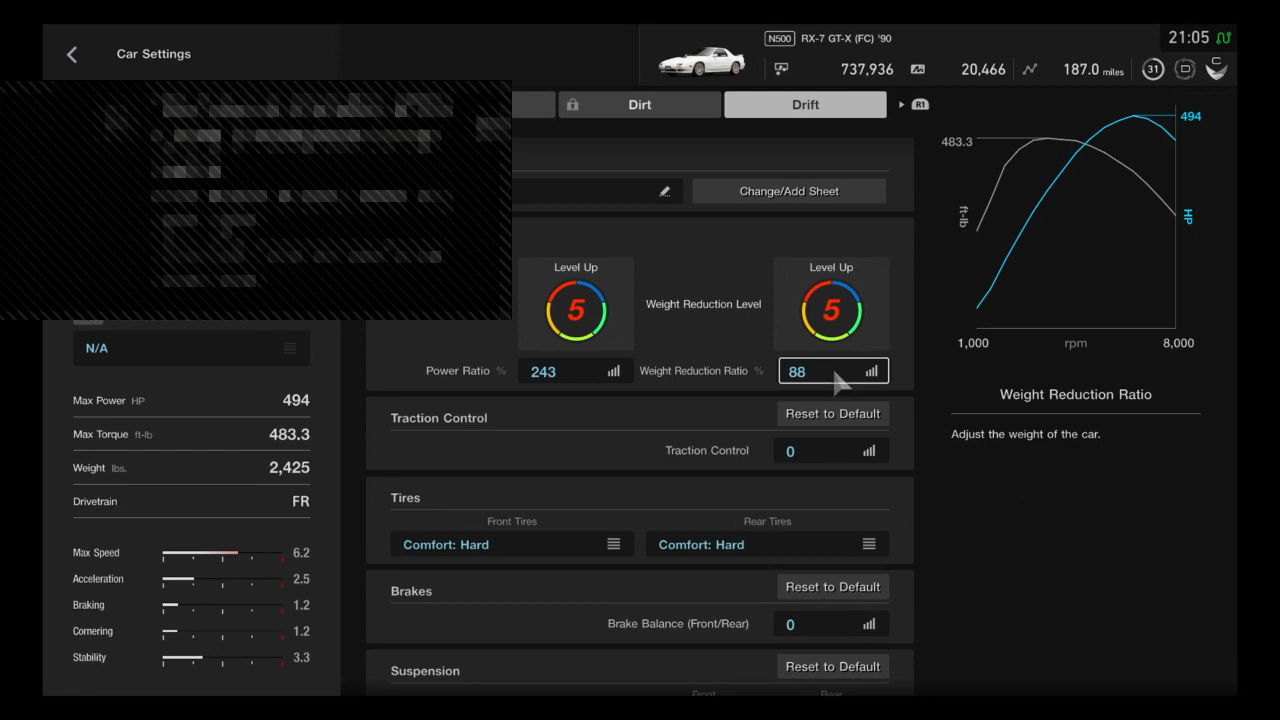 N500 RX-7 GT-X (FC) '90
21:05
Car Settings
737,936
20,466
187.0 miles
31
Dirt
Drift
R1
Change/Add Sheet
Level Up
Level Up
5
Weight Reduction Level
5
Power Ratio %
243
Weight Reduction Ratio %
88
N/A
Max Power HP 494
Max Torque ft-lb 483.3
Weight lbs. 2,425
Drivetrain FR
Max Speed 6.2
Acceleration 2.5
Braking 1.2
Cornering 1.2
Stability 3.3
Traction Control
Reset to Default
Traction Control 0
Tires
Front Tires
Rear Tires
Comfort: Hard
Comfort: Hard
Brakes
Reset to Default
Brake Balance (Front/Rear) 0
Suspension
Reset to Default
Front
Rear
494
483.3
ft-lb
HP
1,000 rpm 8,000
Weight Reduction Ratio
Adjust the weight of the car.